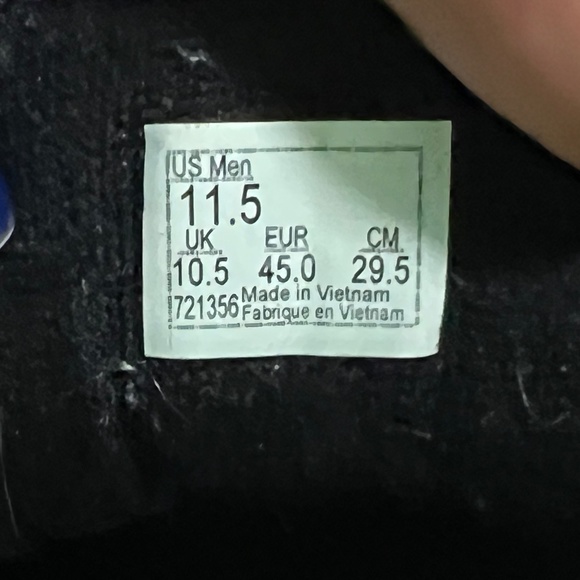 US Men
11.5
UK EUR CM
10.5 45.0 29.5
721356 Made in Vietnam
Fabrique en Vietnam